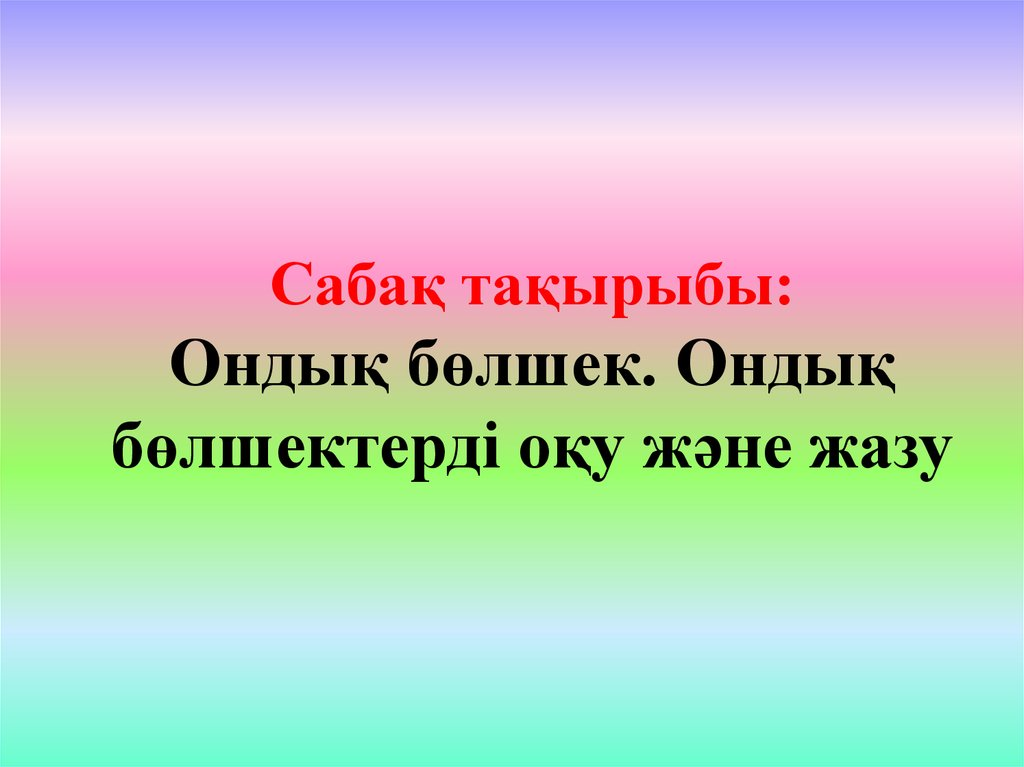 Сабақ тақырыбы:
Ондық бөлшек. Ондық
бөлшектерді оқу және жазу